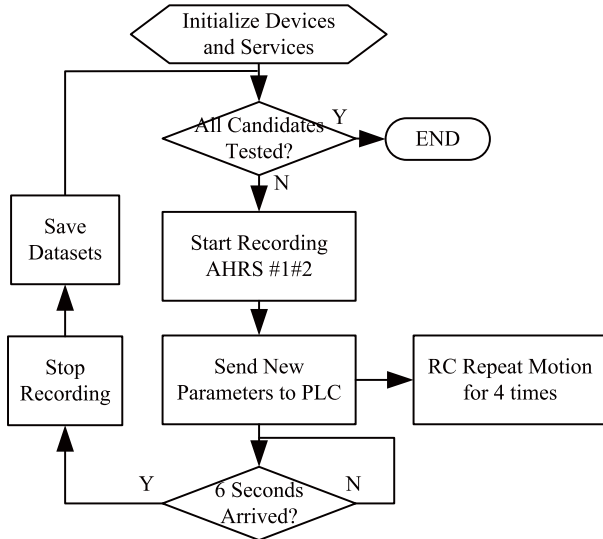 Initialize Devices
and Services
All Candidates
Tested?
Y
END
N
Save
Datasets
Start Recording
AHRS #1#2
Stop
Recording
Send New
Parameters to PLC
RC Repeat Motion
for 4 times
Y
6 Seconds
Arrived?
N